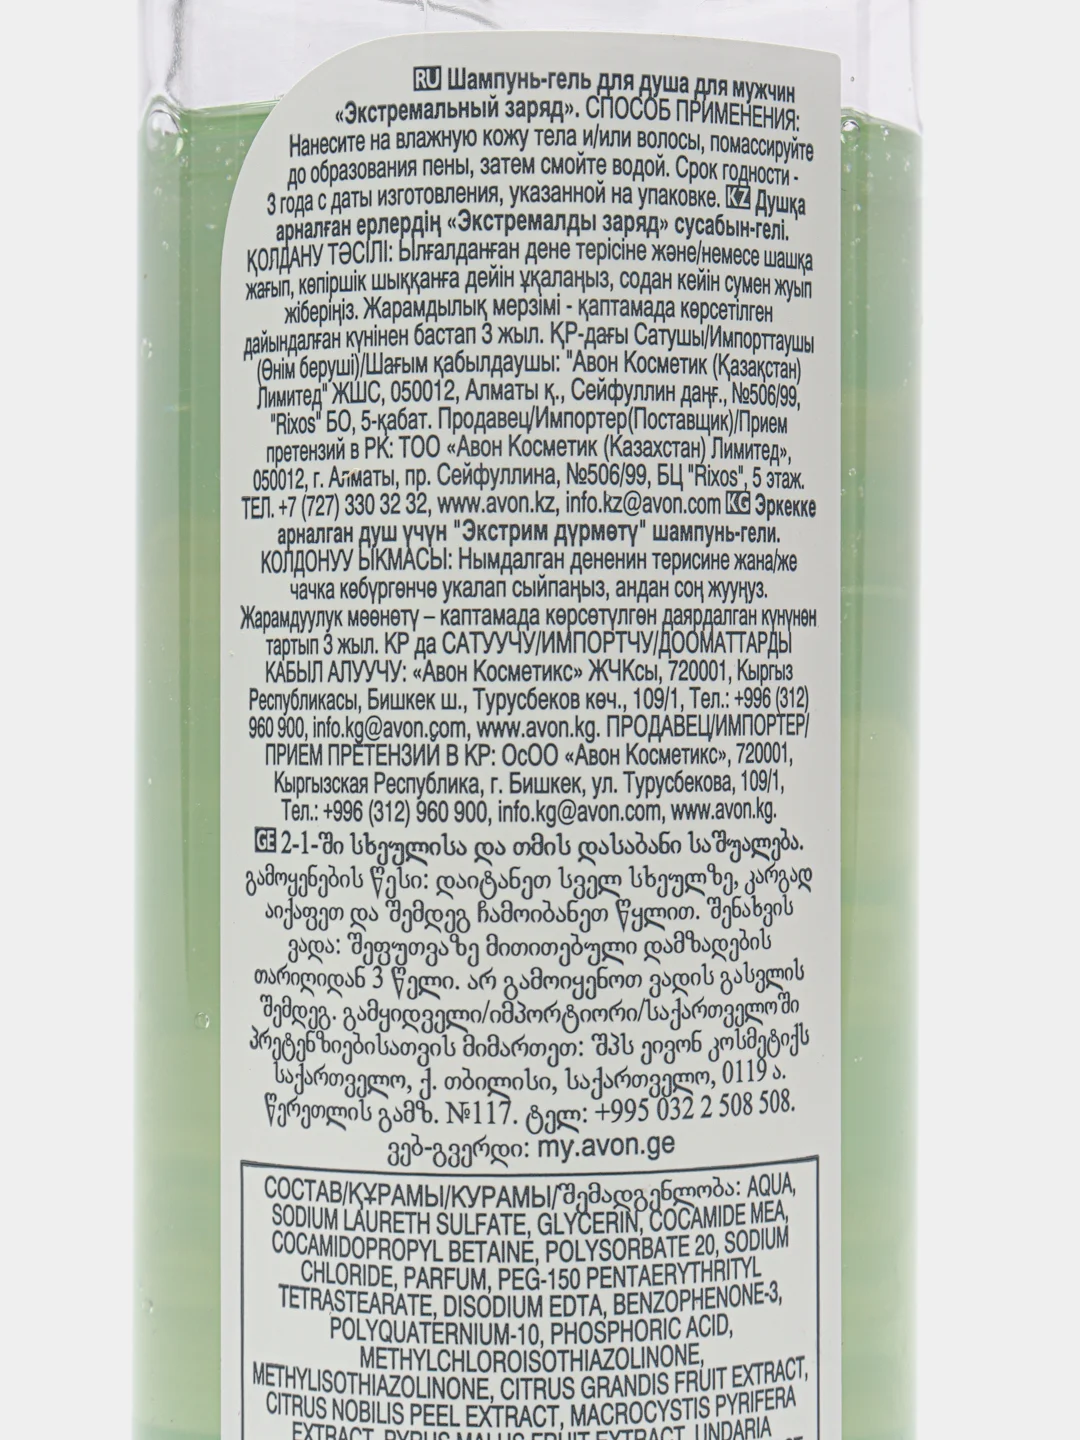 RU Шампунь-гель для душа для мужчин
«Экстремальный заряд». СПОСОБ ПРИМЕНЕНИЯ:
Нанесите на влажную кожу тела и/или волосы, помассируйте
до образования пены, затем смойте водой. Срок годности -
3 года с даты изготовления, указанной на упаковке. KZ Душқа
арналған ерлердің «Экстремалды заряд» сусабын-гелі.
ҚОЛДАНУ ТӘСІЛІ: Ылғалданған дене терісіне және/немесе шашқа
жағып, көпіршік шыққанға дейін ұқалаңыз, содан кейін сумен жуып
жіберіңіз. Жарамдылық мерзімі - қаптамада көрсетілген
дайындалған күнінен бастап 3 жыл. ҚР-дағы Сатушы/Импорттаушы
(Өнім беруші)/Шағым қабылдаушы: "Авон Косметик (Қазақстан)
Лимитед" ЖШС, 050012, Алматы қ., Сейфуллин даңғ., №506/99,
"Rixos" БО, 5-қабат. Продавец/Импортер(Поставщик)/Прием
претензий в РК: ТОО «Авон Косметик (Казахстан) Лимитед»,
050012, г. Алматы, пр. Сейфуллина, №506/99, БЦ "Rixos", 5 этаж.
ТЕЛ. +7 (727) 330 32 32, www.avon.kz, info.kz@avon.com KG Эркекке
арналган душ үчүн "Экстрим дүрмөтү" шампунь-гели.
КОЛДОНУУ ЫКМАСЫ: Нымдалган дененин терисине жана/же
чачка көбүргөнчө укалап сыйпаңыз, андан соң жууңуз.
Жарамдуулук мөөнөтү – каптамада көрсөтүлгөн даярдалган күнүнөн
тартып 3 жыл. КР да САТУУЧУ/ИМПОРТЧУ/ДООМАТТАРДЫ
КАБЫЛ АЛУУЧУ: «Авон Косметикс» ЖЧКсы, 720001, Кыргыз
Республикасы, Бишкек ш., Турусбеков көч., 109/1, Тел.: +996 (312)
960 900, info.kg@avon.com, www.avon.kg. ПРОДАВЕЦ/ИМПОРТЕР/
ПРИЕМ ПРЕТЕНЗИЙ В КР: ОсОО «Авон Косметикс», 720001,
Кыргызская Республика, г. Бишкек, ул. Турусбекова, 109/1,
Тел.: +996 (312) 960 900, info.kg@avon.com, www.avon.kg.
GE 2-1-ში სხეულისა და თმის დასაბანი საშუალება.
გამოყენების წესი: დაიტანეთ სველ სხეულზე, კარგად
აიქაფეთ და შემდეგ ჩამოიბანეთ წყლით. შენახვის
ვადა: შეფუთვაზე მითითებული დამზადების
თარიღიდან 3 წელი. არ გამოიყენოთ ვადის გასვლის
შემდეგ. გამყიდველი/იმპორტიორი/საქართველოში
პრეტენზიებისათვის მიმართეთ: შპს ეივონ კოსმეტიქს
საქართველო, ქ. თბილისი, საქართველო, 0119 ა.
წერეთლის გამზ. №117. ტელ: +995 032 2 508 508.
ვებ-გვერდი: my.avon.ge
СОСТАВ/ҚҰРАМЫ/КУРАМЫ/შემადგენლობა: AQUA,
SODIUM LAURETH SULFATE, GLYCERIN, COCAMIDE MEA,
COCAMIDOPROPYL BETAINE, POLYSORBATE 20, SODIUM
CHLORIDE, PARFUM, PEG-150 PENTAERYTHRITYL
TETRASTEARATE, DISODIUM EDTA, BENZOPHENONE-3,
POLYQUATERNIUM-10, PHOSPHORIC ACID,
METHYLCHLOROISOTHIAZOLINONE,
METHYLISOTHIAZOLINONE, CITRUS GRANDIS FRUIT EXTRACT,
CITRUS NOBILIS PEEL EXTRACT, MACROCYSTIS PYRIFERA
EXTRACT, PYRUS MALUS FRUIT EXTRACT, UNDARIA